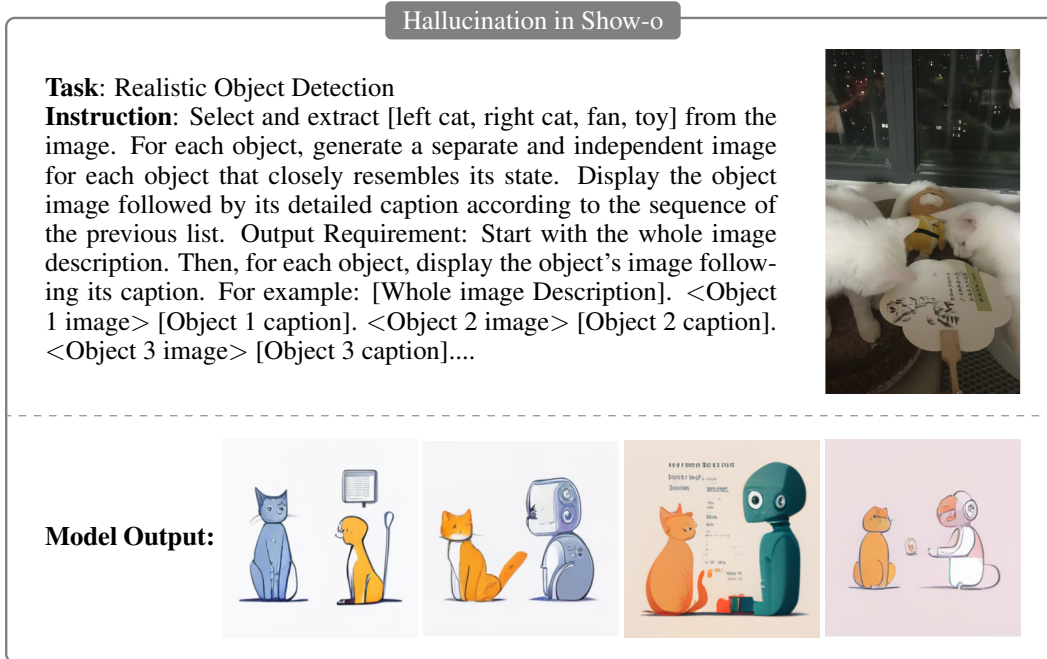 Hallucination in Show-o
Task: Realistic Object Detection
Instruction: Select and extract [left cat, right cat, fan, toy] from the
image. For each object, generate a separate and independent image
for each object that closely resembles its state. Display the object
image followed by its detailed caption according to the sequence of
the previous list. Output Requirement: Start with the whole image
description. Then, for each object, display the object's image follow-
ing its caption. For example: [Whole image Description]. <Object
1 image> [Object 1 caption]. <Object 2 image> [Object 2 caption].
<Object 3 image> [Object 3 caption]....
Model Output: